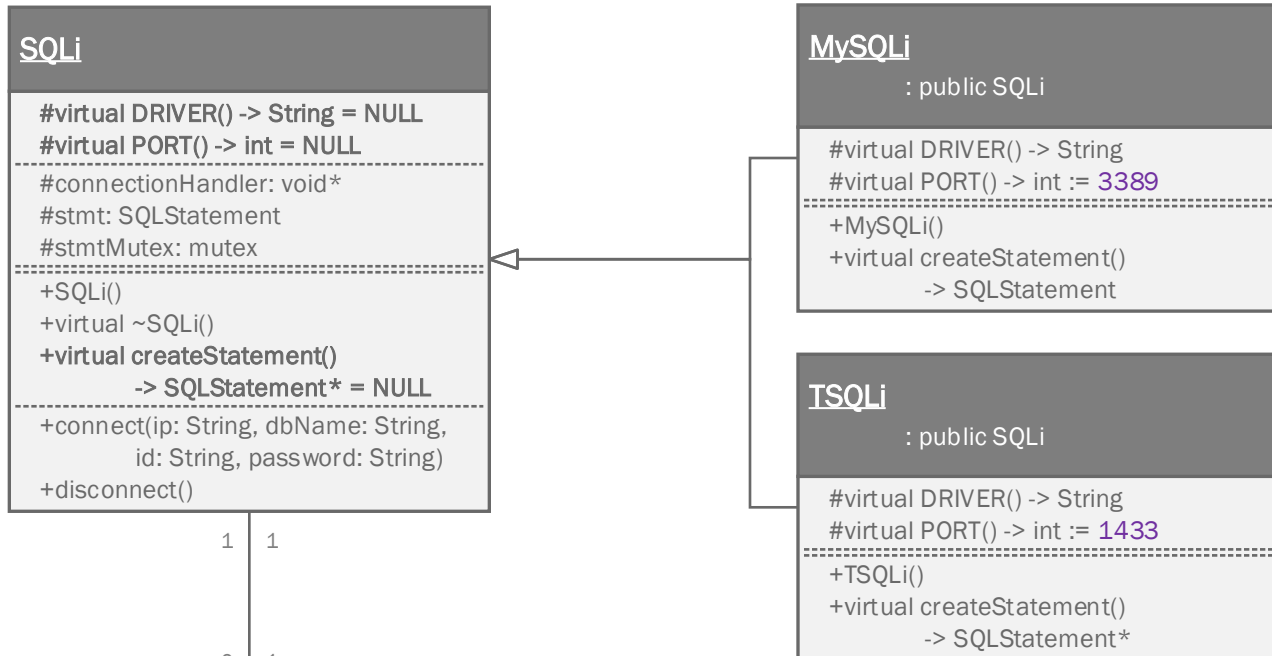 SQLi
#virtual DRIVER() -> String = NULL
#virtual PORT() -> int = NULL
#connectionHandler: void*
#stmt: SQLStatement
#stmtMutex: mutex
+SQLi()
+virtual ~SQLi()
+virtual createStatement()
-> SQLStatement* = NULL
+connect(ip: String, dbName: String,
id: String, password: String)
+disconnect()
1 1
1
MySQLi
: public SQLi
#virtual DRIVER() -> String
#virtual PORT() -> int := 3389
+MySQLi()
+virtual createStatement()
-> SQLStatement
TSQLi
: public SQLi
#virtual DRIVER() -> String
#virtual PORT() -> int := 1433
+TSQLi()
+virtual createStatement()
-> SQLStatement*